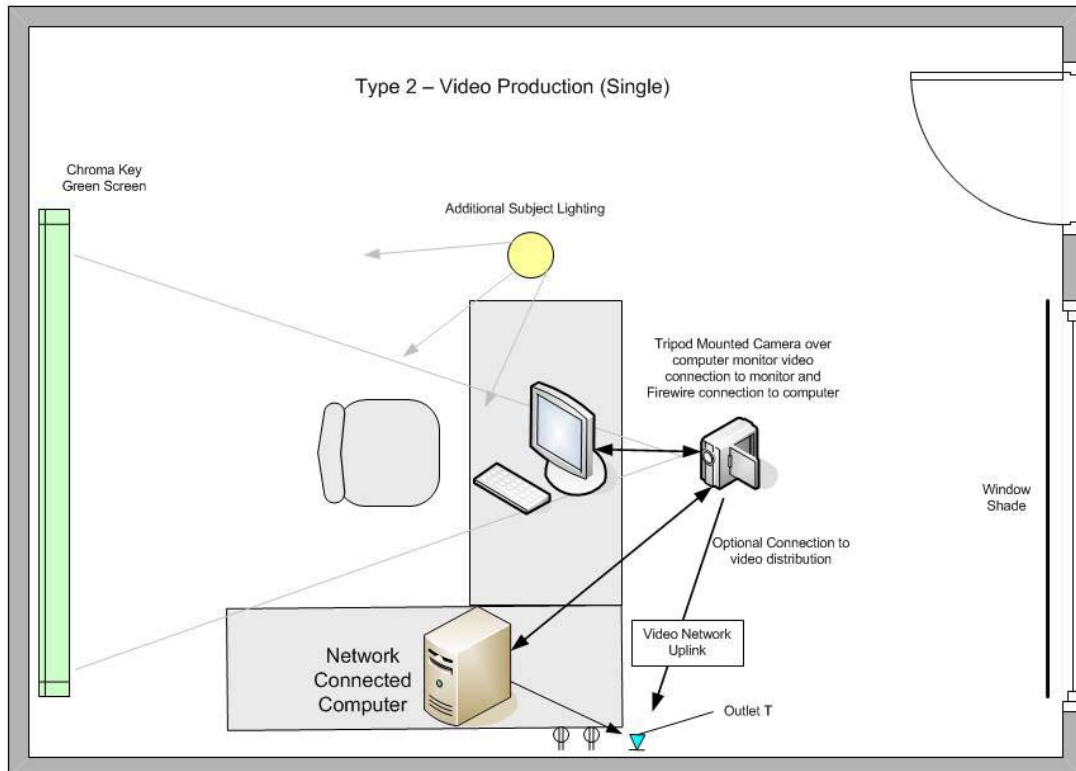 Type 2 – Video Production (Single)
Chroma Key
Green Screen
Additional Subject Lighting
Tripod Mounted Camera over
computer monitor video
connection to monitor and
Firewire connection to computer
Window
Shade
Optional Connection to
video distribution
Video Network
Uplink
Network
Connected
Computer
Outlet T